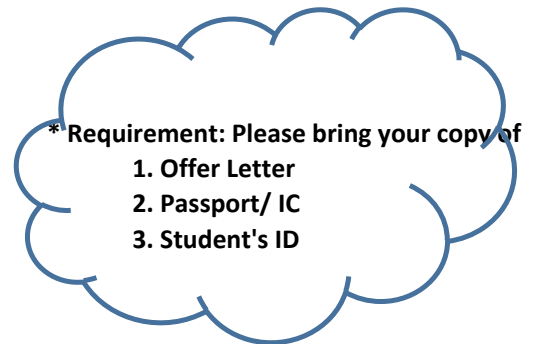 * Requirement: Please bring your copy of
1. Offer Letter
2. Passport/ IC
3. Student's ID